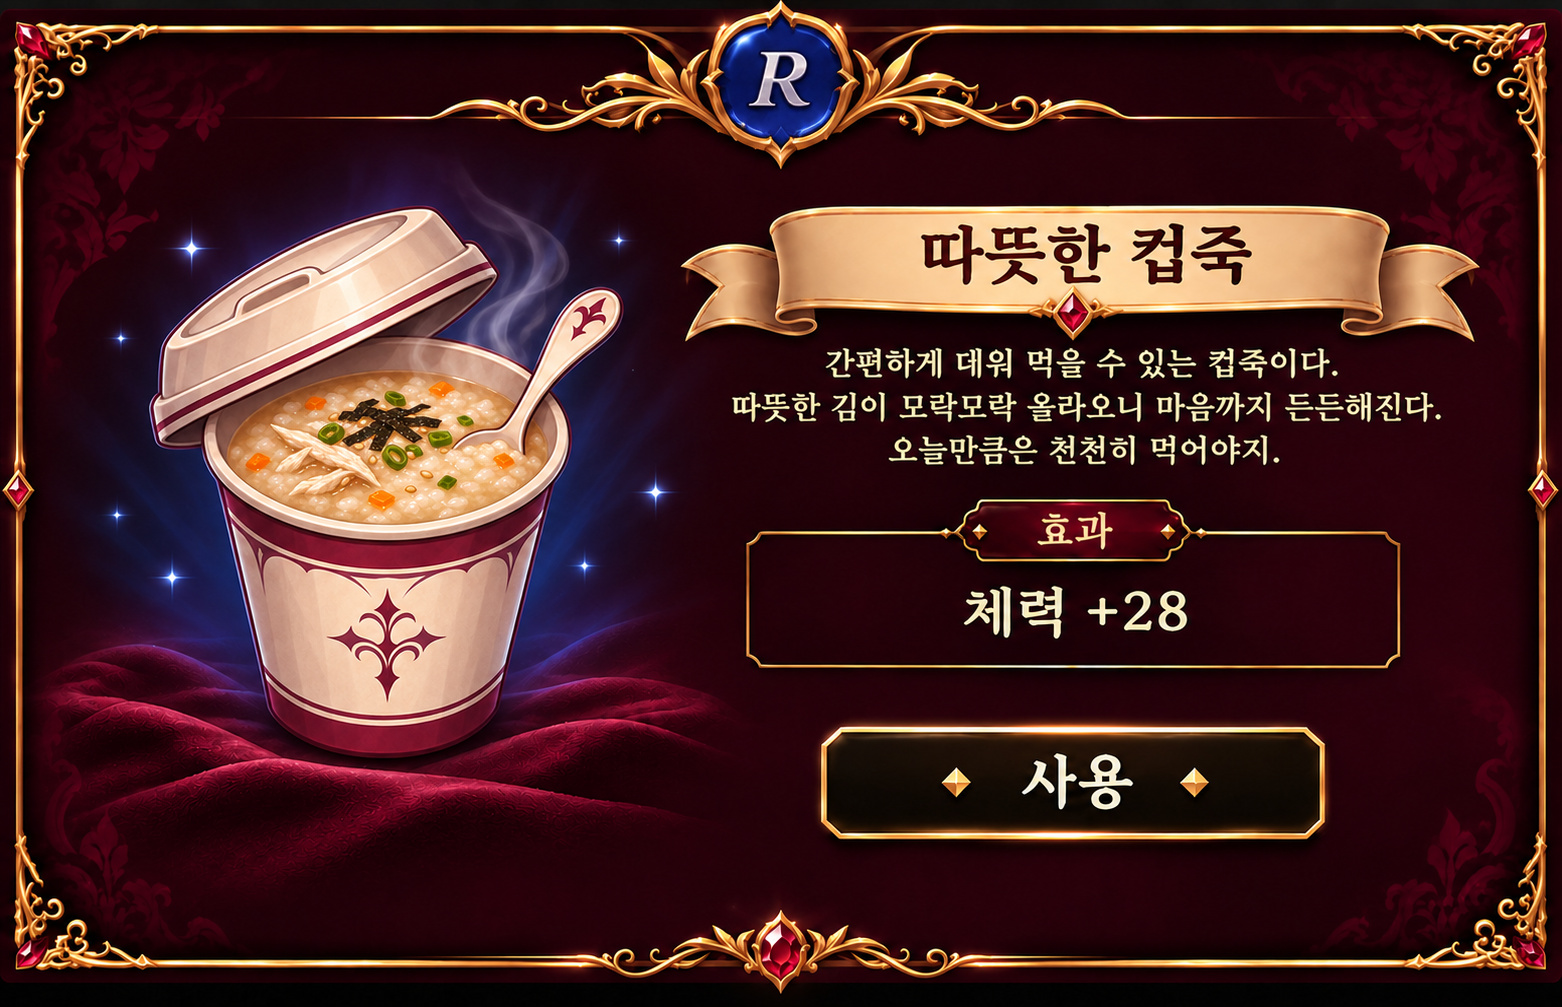 R
따뜻한 컵죽
간편하게 데워 먹을 수 있는 컵죽이다.
따뜻한 김이 모락모락 올라오니 마음까지 든든해진다.
오늘만큼은 천천히 먹어야지.
효과
체력 +28
사용